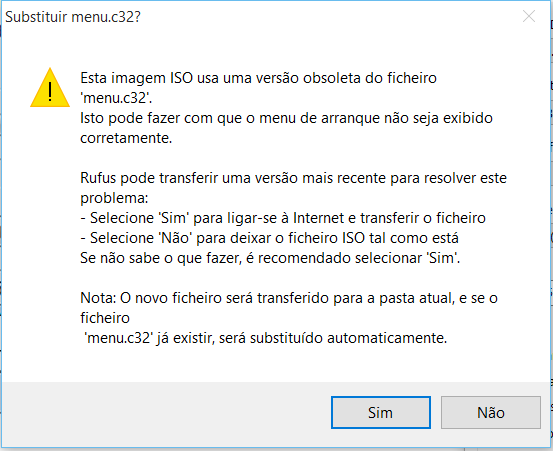 Substituir menu.c32?
Esta imagem ISO usa uma versão obsoleta do ficheiro
'menu.c32'.
Isto pode fazer com que o menu de arranque não seja exibido
corretamente.
Rufus pode transferir uma versão mais recente para resolver este
problema:
- Selecione 'Sim' para ligar-se à Internet e transferir o ficheiro
- Selecione 'Não' para deixar o ficheiro ISO tal como está
Se não sabe o que fazer, é recomendado selecionar 'Sim'.
Nota: O novo ficheiro será transferido para a pasta atual, e se o
ficheiro
'menu.c32' já existir, será substituído automaticamente.
Sim
Não